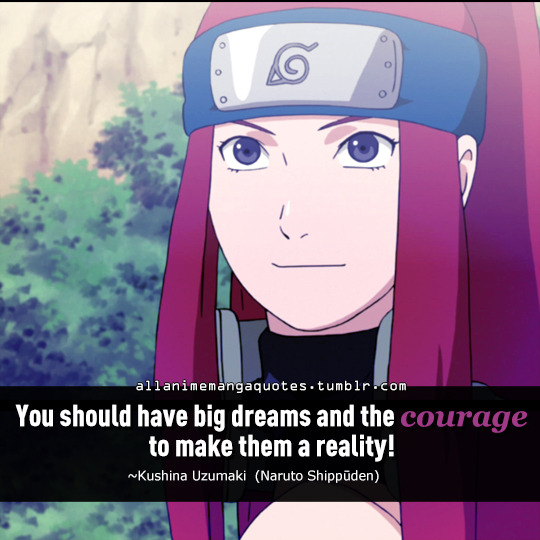 allanimemangaquotes.tumblr.com
You should have big dreams and the courage
to make them a reality!
~Kushina Uzumaki (Naruto Shippūden)